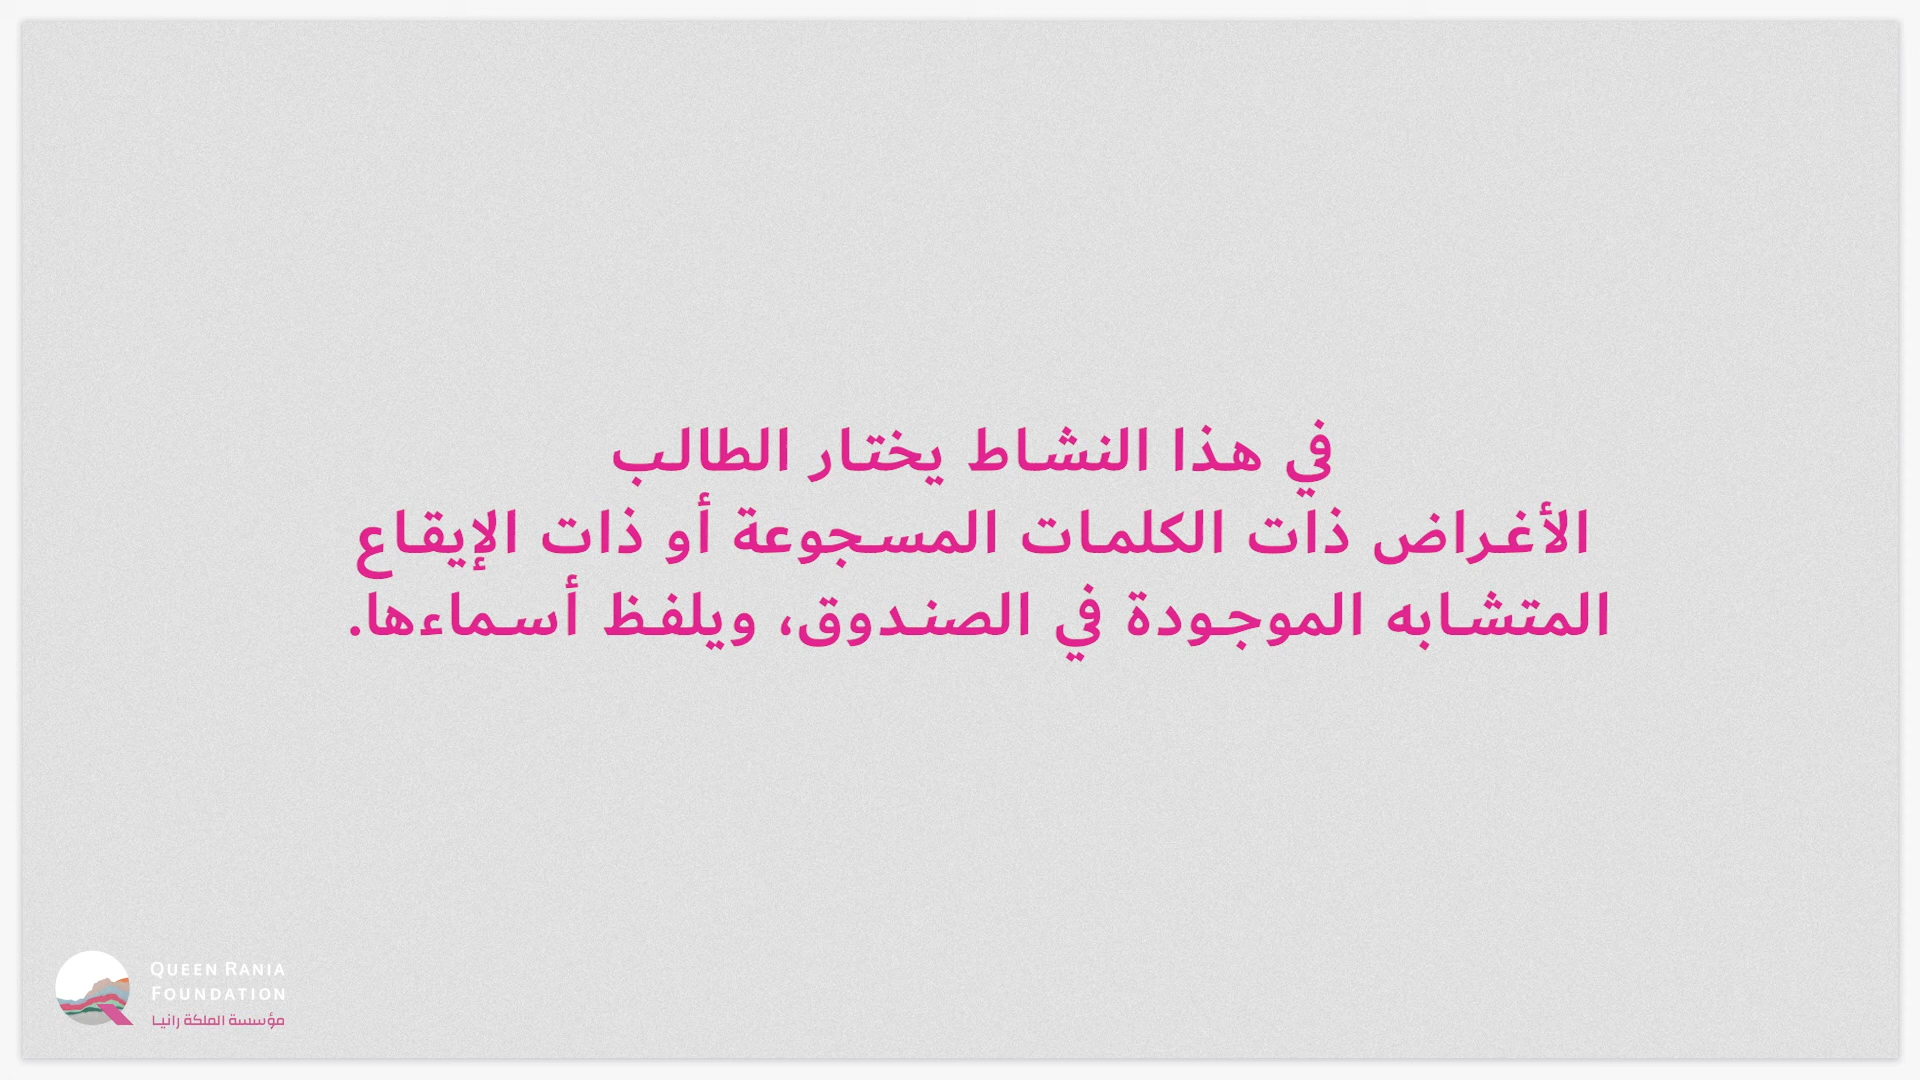 في هذا النشاط يختار الطالب
الأغراض ذات الكلمات المسجوعة أو ذات الإيقاع
المتشابه الموجودة في الصندوق، ويلفظ أسماءها.
QUEEN RANIA
FOUNDATION
مؤسسة الملكة رانيا